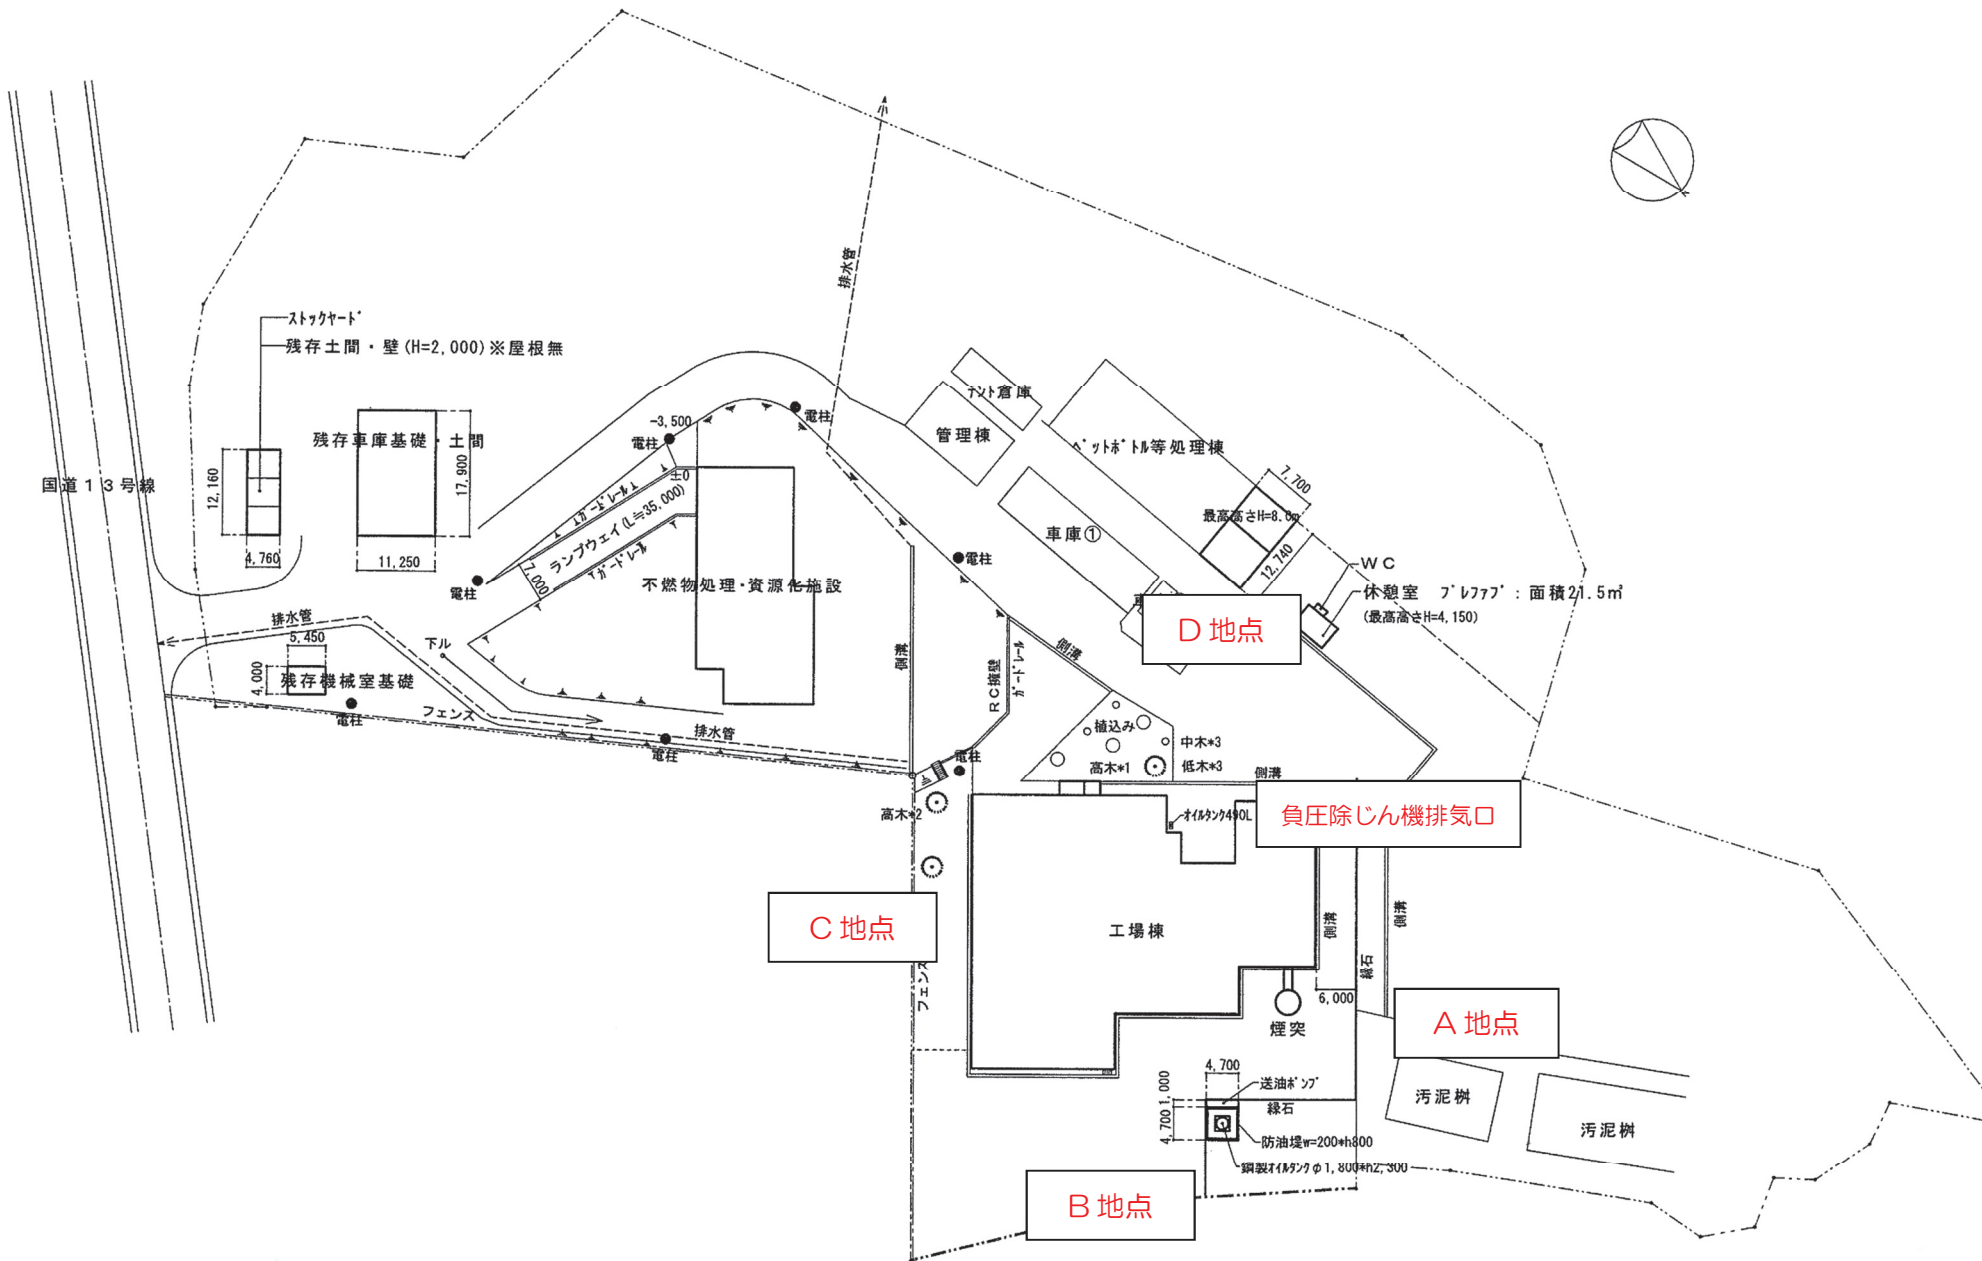 ストックヤード
残存土間・壁(H=2,000)※屋根無
国道13号線
12,160
4,760
残存車庫基礎・土間
17,900
11,250
電柱
-3,500
電柱
±0
ガードレール
ランプウェイ(L≒35,000)
ガードレール
7,000
電柱
不燃物処理・資源化施設
排水管
テント倉庫
管理棟
ペットボトル等処理棟
7,700
最高高さH=8.0m
12,740
車庫①
電柱
WC
休憩室 プレファブ:面積21.5㎡
(最高高さH=4,150)
D地点
排水管
5,450
4,000
残存機械室基礎
下ル
電柱
フェンス
排水管
電柱
側溝
RC擁壁
ガードレール
側溝
植込み
中木*3
高木*1
低木*3
電柱
側溝
高木*2
オイルタンク490L
負圧除じん機排気口
C地点
フェンス
工場棟
側溝
縁石
側溝
6,000
煙突
A地点
汚泥桝
汚泥桝
4,700
1,000
4,700
送油ポンプ
縁石
防油堤w=200*h800
鋼製オイルタンクφ1,800*h2,300
B地点